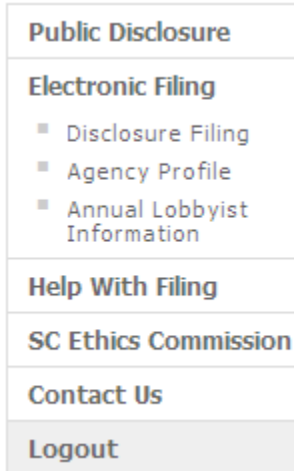 Public Disclosure
Electronic Filing
Disclosure Filing
Agency Profile
Annual Lobbyist
Information
Help With Filing
SC Ethics Commission
Contact Us
Logout